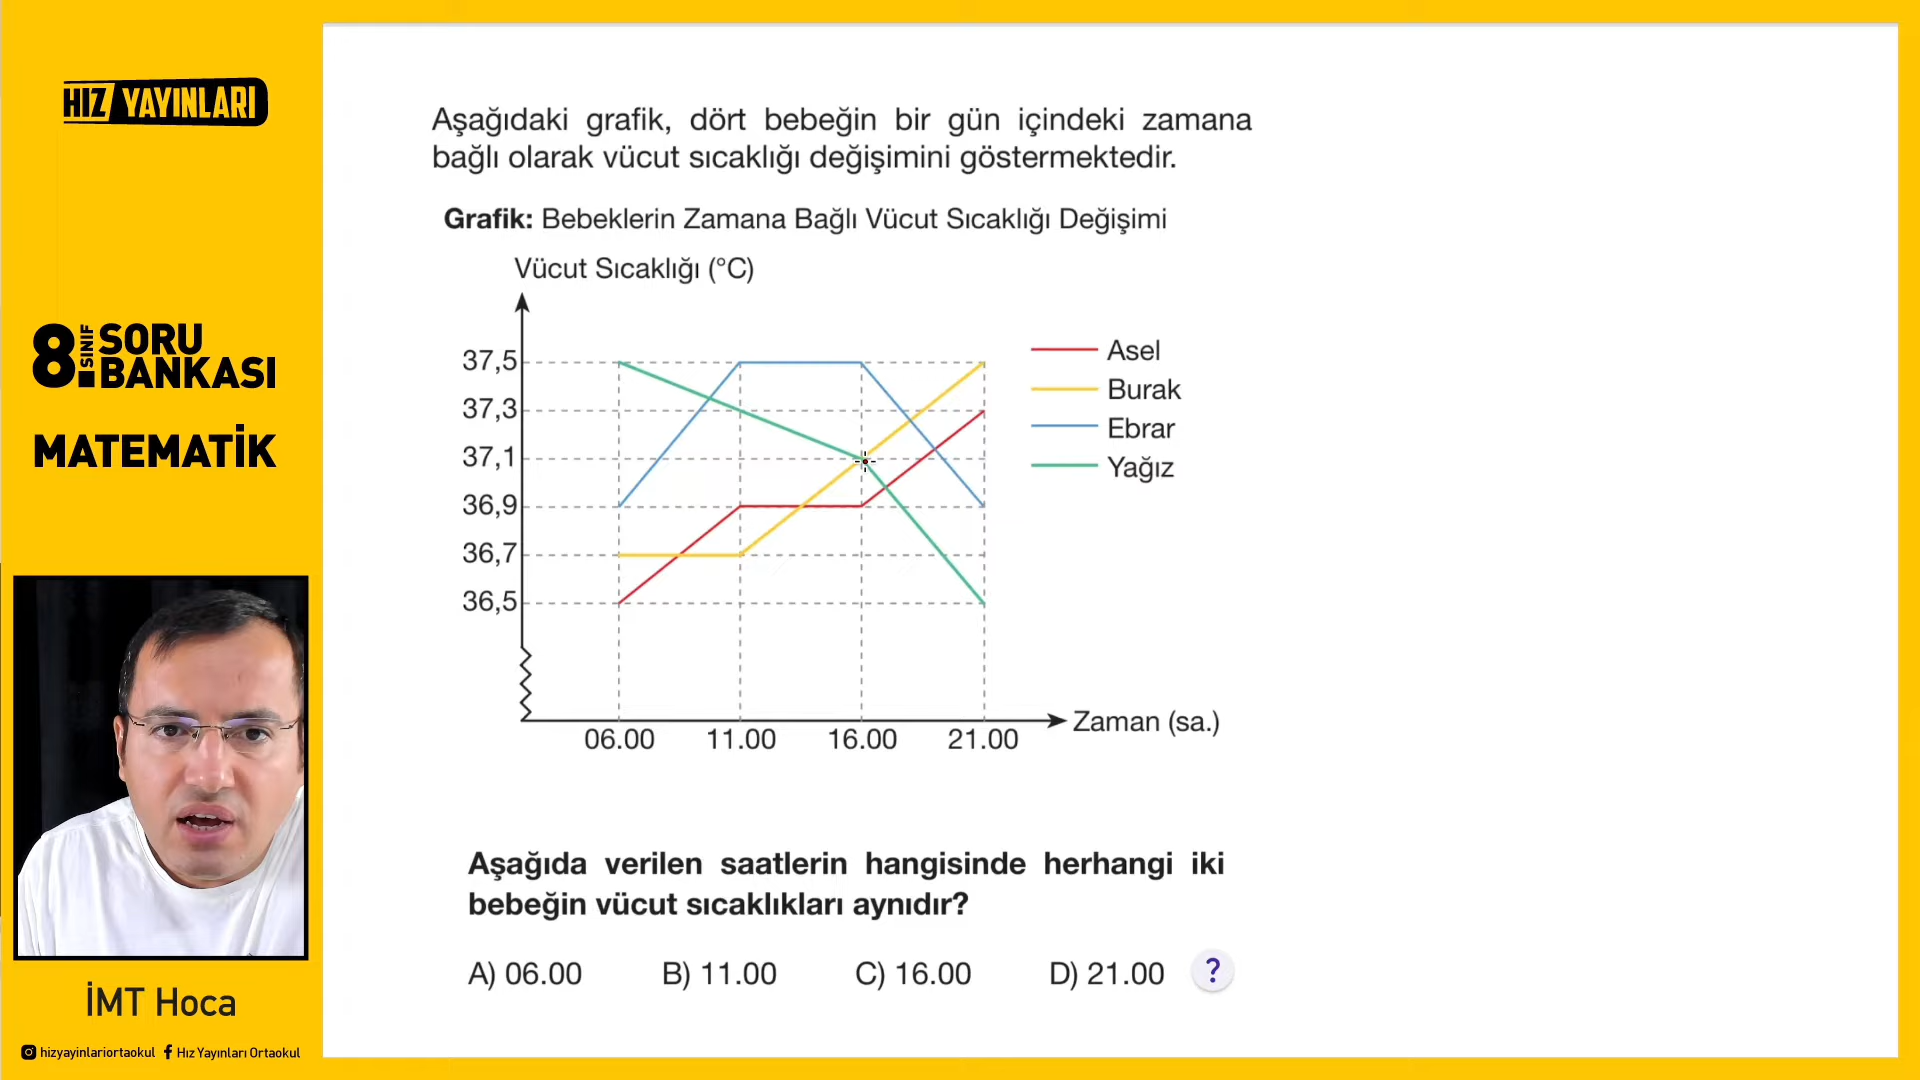 HIZ YAYINLARI
8. SINIF SORU BANKASI
MATEMATİK
İMT Hoca
hizyayinlariortaokul Hız Yayınları Ortaokul
Aşağıdaki grafik, dört bebeğin bir gün içindeki zamana
bağlı olarak vücut sıcaklığı değişimini göstermektedir.
Grafik: Bebeklerin Zamana Bağlı Vücut Sıcaklığı Değişimi
Vücut Sıcaklığı (°C)
37,5
37,3
37,1
36,9
36,7
36,5
06.00 11.00 16.00 21.00
Zaman (sa.)
Asel
Burak
Ebrar
Yağız
Aşağıda verilen saatlerin hangisinde herhangi iki
bebeğin vücut sıcaklıkları aynıdır?
A) 06.00 B) 11.00 C) 16.00 D) 21.00 ?